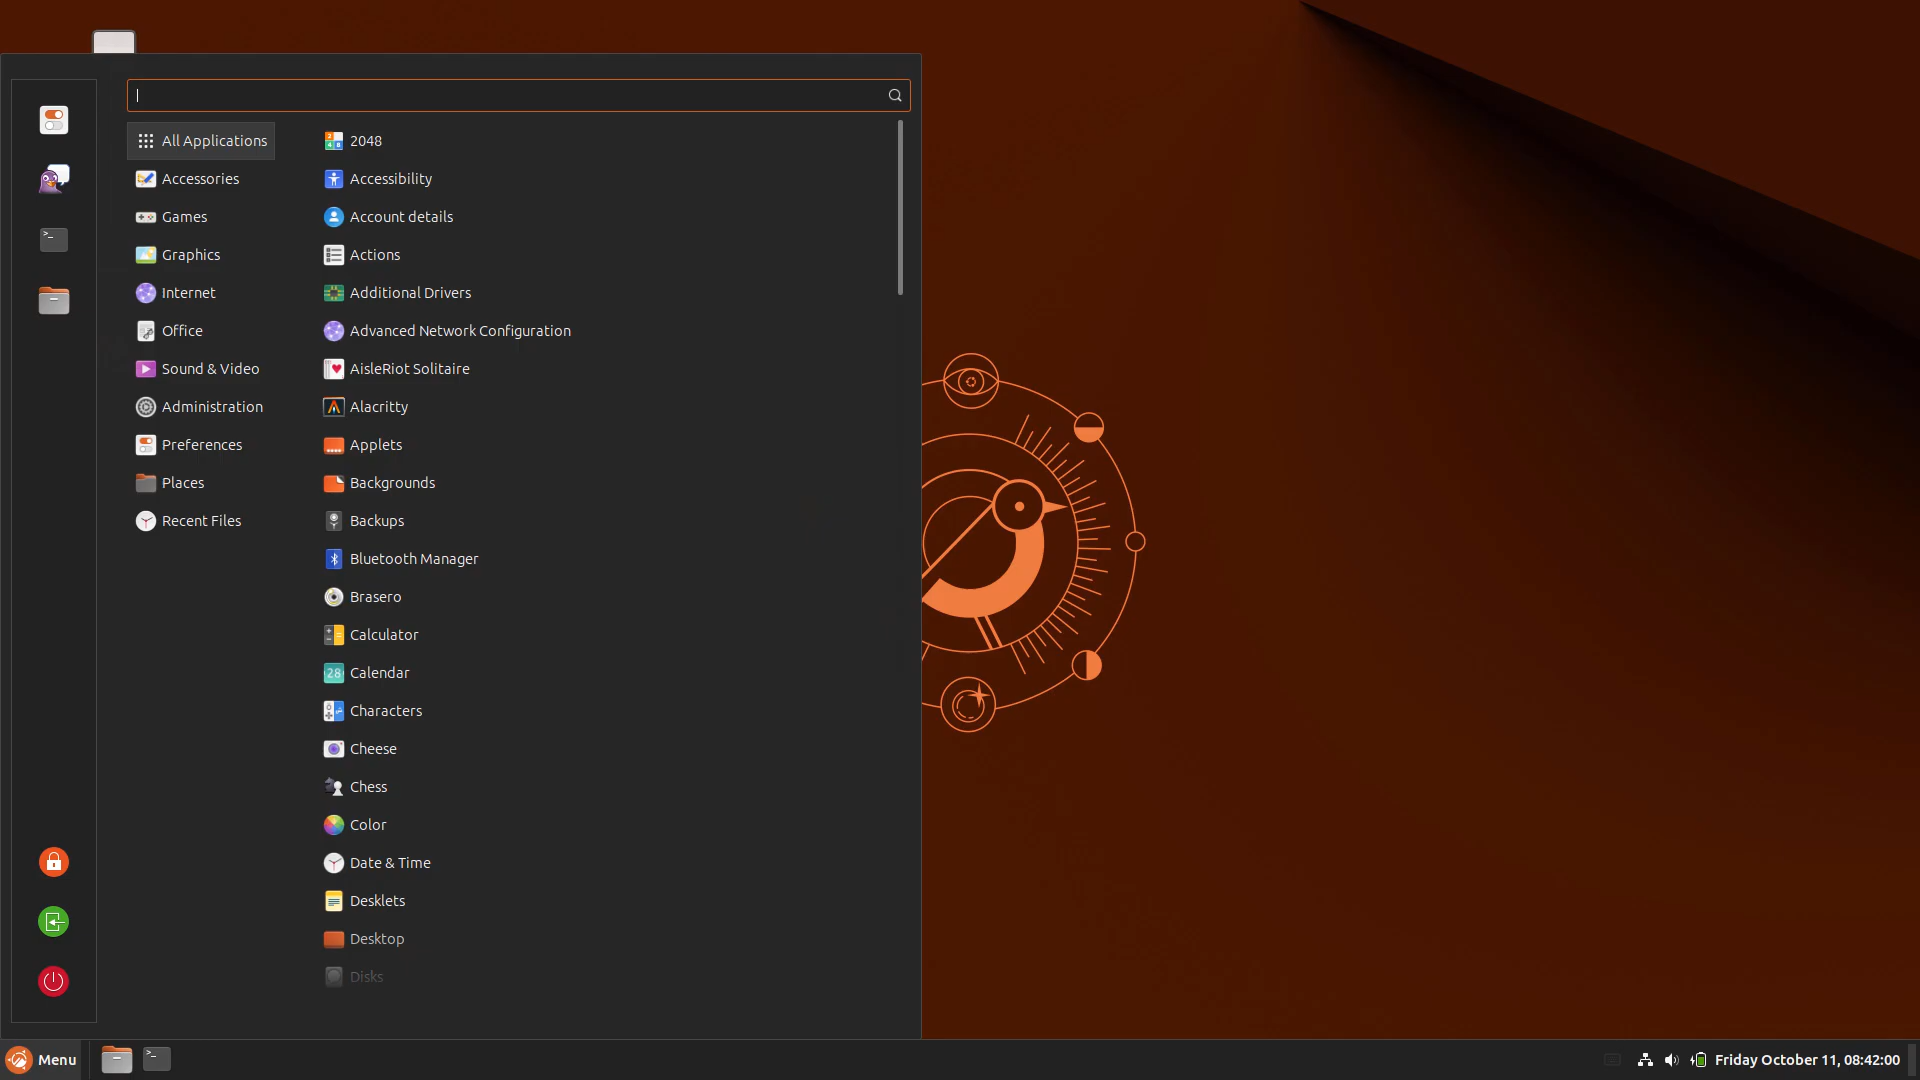 All Applications
Accessories
Games
Graphics
Internet
Office
Sound & Video
Administration
Preferences
Places
Recent Files
2048
Accessibility
Account details
Actions
Additional Drivers
Advanced Network Configuration
AisleRiot Solitaire
Alacritty
Applets
Backgrounds
Backups
Bluetooth Manager
Brasero
Calculator
Calendar
Characters
Cheese
Chess
Color
Date & Time
Desklets
Desktop
Disks
Menu
Friday October 11, 08:42:00